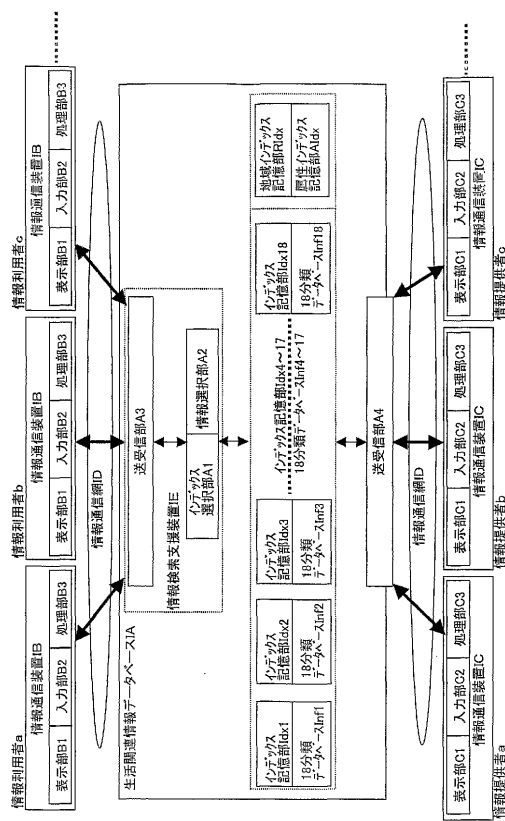 情報利用者a
情報通信装置IB
表示部B1
入力部B2
処理部B3
情報利用者b
情報通信装置IB
表示部B1
入力部B2
処理部B3
情報利用者c
情報通信装置IB
表示部B1
入力部B2
処理部B3
情報通信網ID
生活関連情報データベースIA
送受信部A3
インデックス
選択部A1
情報選択部A2
情報検索支援装置IE
インデックス
記憶部Idx1
18分類
データベースInf1
インデックス
記憶部Idx2
18分類
データベースInf2
インデックス
記憶部Idx3
18分類
データベースInf3
インデックス記憶部Idx4～17
18分類データベースInf4～17
インデックス
記憶部Idx18
18分類
データベースInf18
地域インデックス
記憶部RIdx
属性インデックス
記憶部AIdx
送受信部A4
情報通信網ID
表示部C1
入力部C2
処理部C3
情報通信装置IC
情報提供者a
表示部C1
入力部C2
処理部C3
情報通信装置IC
情報提供者b
表示部C1
入力部C2
処理部C3
情報通信装置IC
情報提供者c